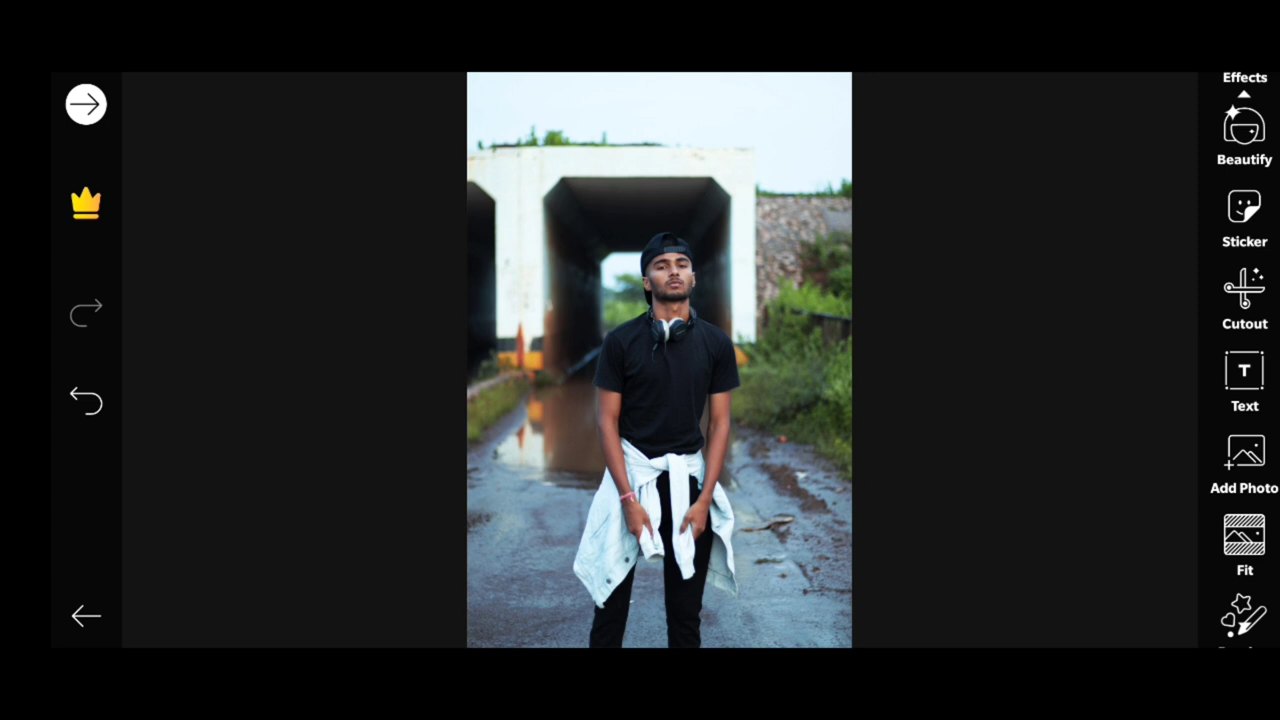 Effects
Beautify
Sticker
Cutout
T
Text
Add Photo
Fit